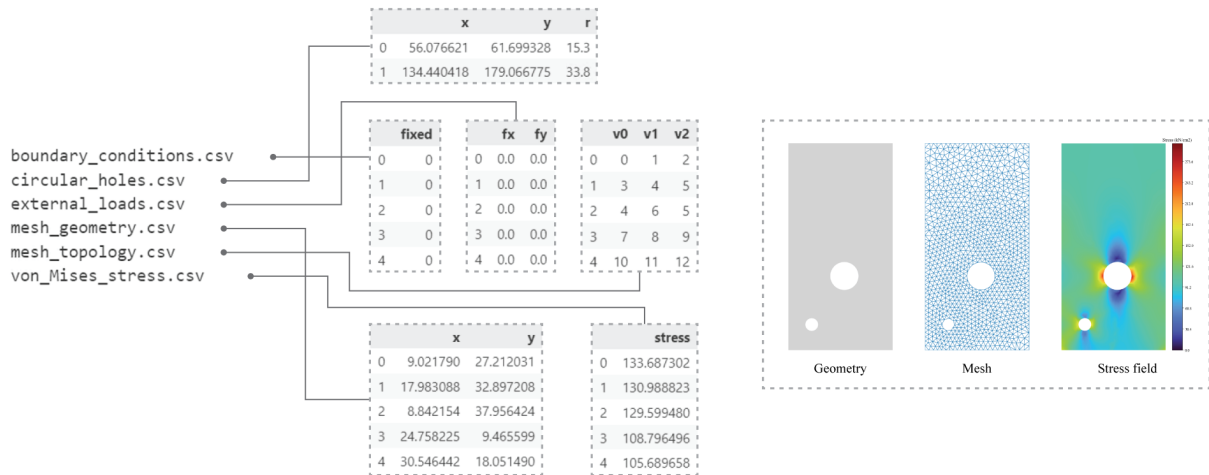 x y r
0 56.076621 61.699328 15.3
1 134.440418 179.066775 33.8
boundary_conditions.csv
circular_holes.csv
external_loads.csv
mesh_geometry.csv
mesh_topology.csv
von_Mises_stress.csv
fixed
0 0
1 0
2 0
3 0
4 0
fx fy
0 0.0 0.0
1 0.0 0.0
2 0.0 0.0
3 0.0 0.0
4 0.0 0.0
v0 v1 v2
0 0 1 2
1 3 4 5
2 4 6 5
3 7 8 9
4 10 11 12
x y
0 9.021790 27.212031
1 17.983088 32.897208
2 8.842154 37.956424
3 24.758225 9.465599
4 30.546442 18.051490
stress
0 133.687302
1 130.988823
2 129.599480
3 108.796496
4 105.689658
Geometry
Mesh
Stress field